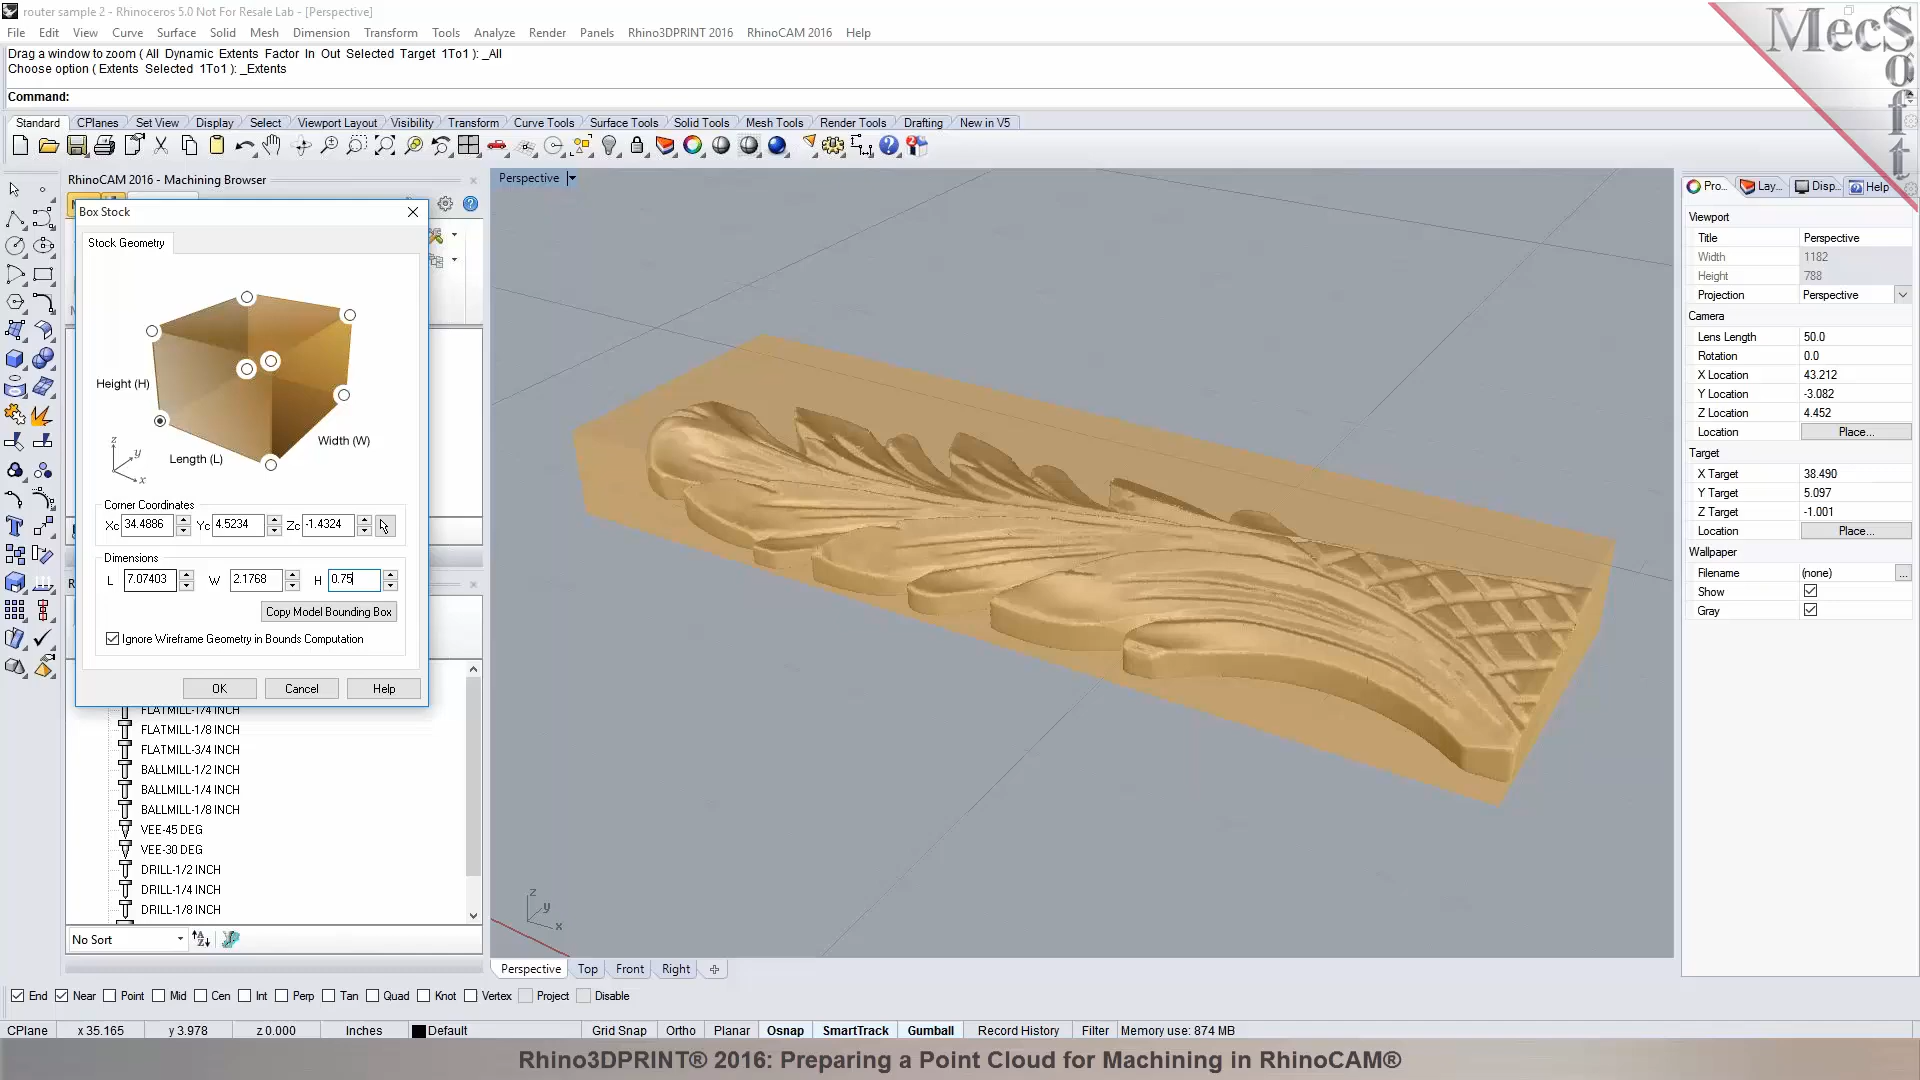 router sample 2 - Rhinoceros 5.0 Not For Resale Lab - [Perspective]
File Edit View Curve Surface Solid Mesh Dimension Transform Tools Analyze Render Panels Rhino3DPRINT 2016 RhinoCAM 2016 Help
Drag a window to zoom ( All Dynamic Extents Factor In Out Selected Target 1To1 ): _All
Choose option ( Extents Selected 1To1 ): _Extents
Command:
Standard CPlanes Set View Display Select Viewport Layout Visibility Transform Curve Tools Surface Tools Solid Tools Mesh Tools Render Tools Drafting New in V5
MecSoft
RhinoCAM 2016 - Machining Browser
Box Stock
Stock Geometry
Height (H)
Width (W)
Length (L)
z
y
x
Corner Coordinates
Xc 34.4886 Yc 4.5234 Zc -1.4324
Dimensions
L 7.07403 W 2.1768 H 0.75
Copy Model Bounding Box
Ignore Wireframe Geometry in Bounds Computation
OK Cancel Help
FLATMILL-1/4 INCH
FLATMILL-1/8 INCH
FLATMILL-3/4 INCH
BALLMILL-1/2 INCH
BALLMILL-1/4 INCH
BALLMILL-1/8 INCH
VEE-45 DEG
VEE-30 DEG
DRILL-1/2 INCH
DRILL-1/4 INCH
DRILL-1/8 INCH
No Sort
Perspective
z
y
x
Perspective Top Front Right
Pro... Lay... Disp... Help
Viewport
Title Perspective
Width 1182
Height 788
Projection Perspective
Camera
Lens Length 50.0
Rotation 0.0
X Location 43.212
Y Location -3.082
Z Location 4.452
Location Place...
Target
X Target 38.490
Y Target 5.097
Z Target -1.001
Location Place...
Wallpaper
Filename (none) ...
Show
Gray
End Near Point Mid Cen Int Perp Tan Quad Knot Vertex Project Disable
CPlane x 35.165 y 3.978 z 0.000 Inches Default Grid Snap Ortho Planar Osnap SmartTrack Gumball Record History Filter Memory use: 874 MB
Rhino3DPRINT® 2016: Preparing a Point Cloud for Machining in RhinoCAM®